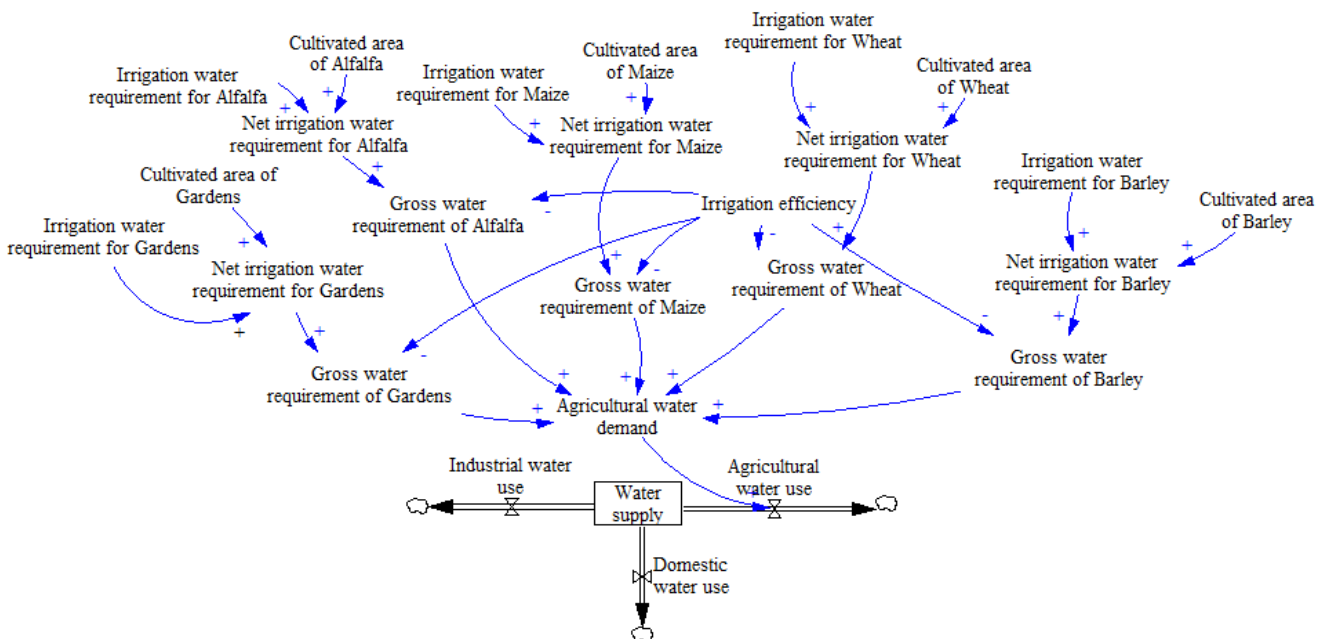 Irrigation water
requirement for Wheat
Cultivated area
of Alfalfa
Cultivated area
of Maize
Cultivated area
of Wheat
Irrigation water
requirement for Alfalfa
Irrigation water
requirement for Maize
+
+
+
+
+
+
Net irrigation water
requirement for Alfalfa
Net irrigation water
requirement for Maize
Net irrigation water
requirement for Wheat
Irrigation water
requirement for Barley
+
Cultivated area of
Gardens
Gross water
requirement of Alfalfa
-
Irrigation efficiency
Cultivated area
of Barley
Irrigation water
requirement for Gardens
+
-
+
+
+
Net irrigation water
requirement for Gardens
+
-
Gross water
requirement of Maize
Gross water
requirement of Wheat
Net irrigation water
requirement for Barley
+
+
-
+
-
Gross water
requirement of Gardens
Gross water
requirement of Barley
+
+
+
+
+
Agricultural water
demand
Industrial water
use
Water
supply
Agricultural
water use
+
Domestic
water use